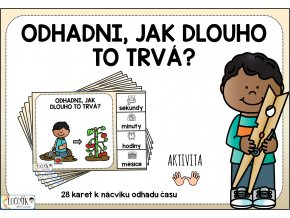 ODHADNI, JAK DLOUHO
TO TRVÁ?
ODHADNI, JAK
DLOUHO TO TRVÁ?
sekundy
minuty
hodiny
měsíce
AKTIVITA
28 karet k nácviku odhadu času